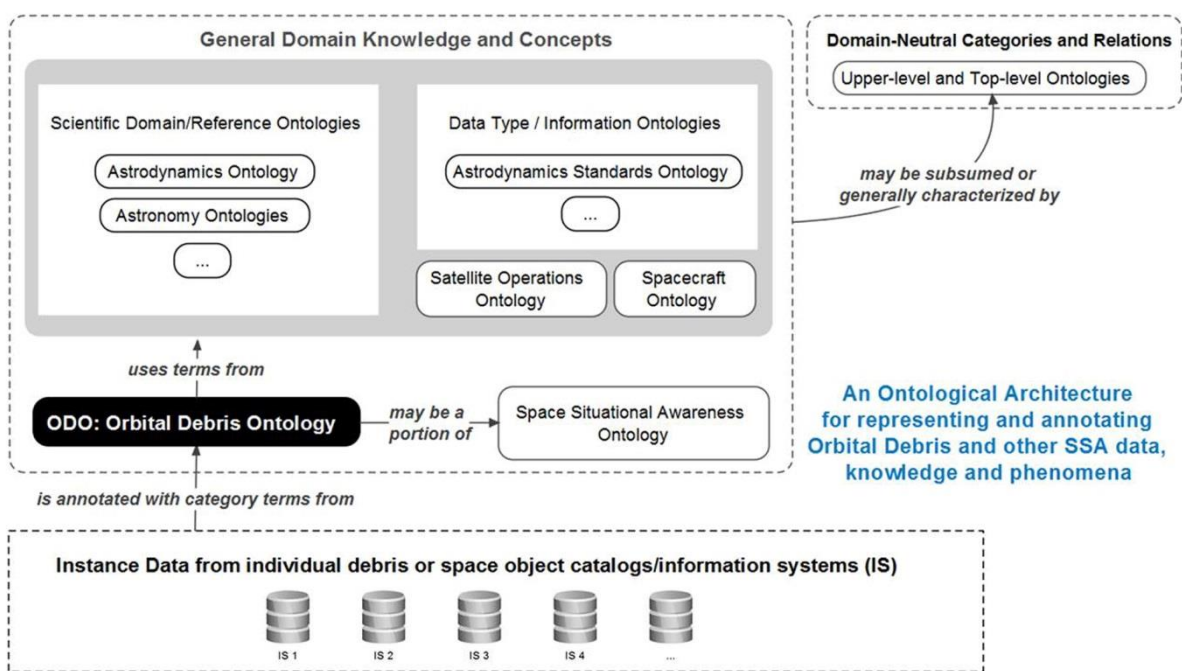 General Domain Knowledge and Concepts
Scientific Domain/Reference Ontologies
Astrodynamics Ontology
Astronomy Ontologies
...
Data Type / Information Ontologies
Astrodynamics Standards Ontology
...
Satellite Operations
Ontology
Spacecraft
Ontology
Domain-Neutral Categories and Relations
Upper-level and Top-level Ontologies
may be subsumed or
generally characterized by
uses terms from
ODO: Orbital Debris Ontology
may be a
portion of
Space Situational Awareness
Ontology
An Ontological Architecture
for representing and annotating
Orbital Debris and other SSA data,
knowledge and phenomena
is annotated with category terms from
Instance Data from individual debris or space object catalogs/information systems (IS)
IS 1
IS 2
IS 3
IS 4
...